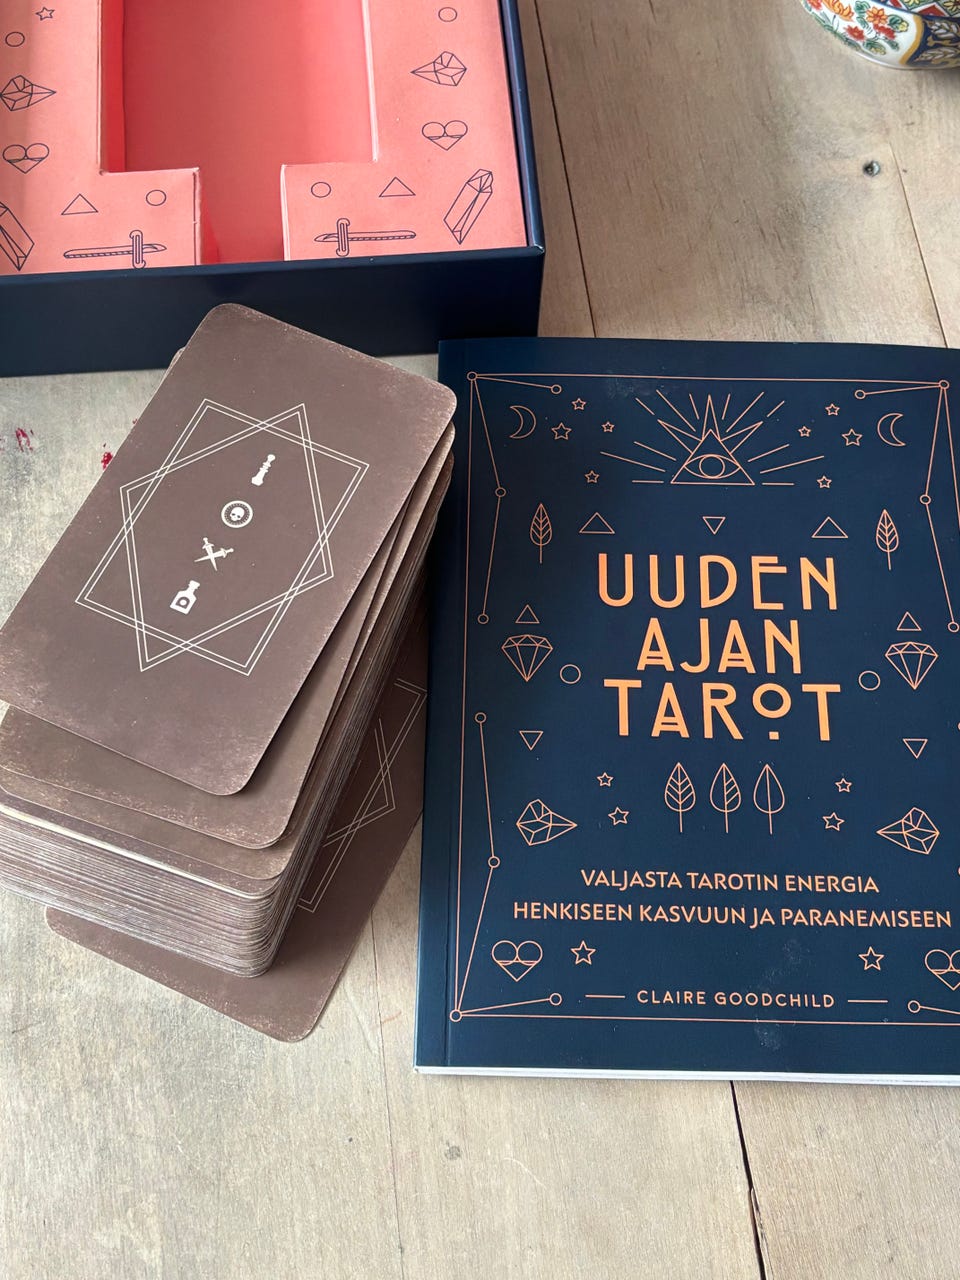 UUDEN
AJAN
TAROT
VALJASTA TAROTIN ENERGIA
HENKISEEN KASVUUN JA PARANEMISEEN
CLAIRE GOODCHILD